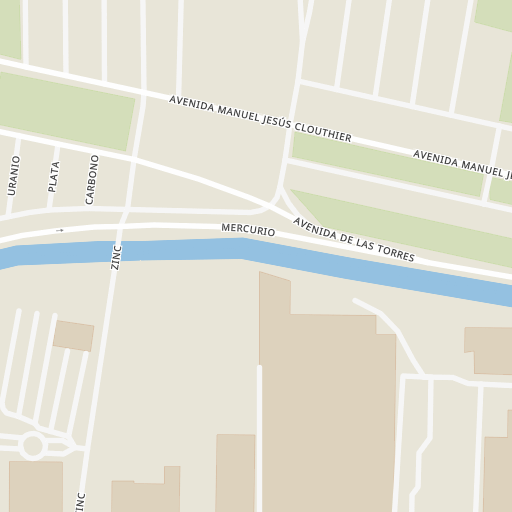 AVENIDA MANUEL JESÚS CLOUTHIER
AVENIDA MANUEL JE
URANIO
PLATA
CARBONO
MERCURIO
AVENIDA DE LAS TORRES
ZINC
ZINC